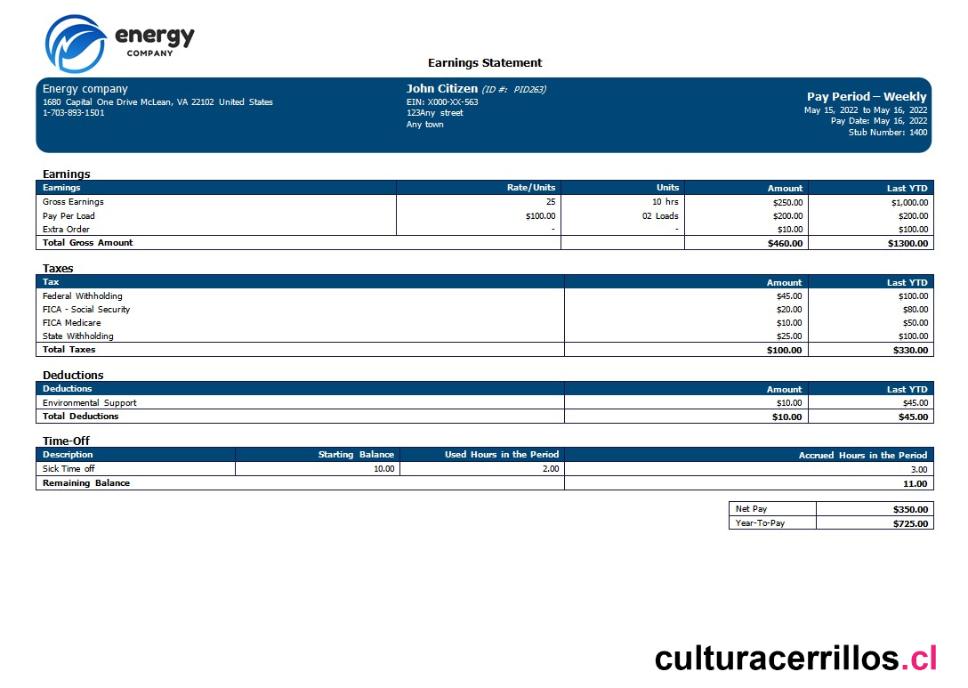 energy
COMPANY
Earnings Statement
Energy company
1680 Capital One Drive McLean, VA 22102 United States
1-703-893-1501
John Citizen (ID #: PID263)
EIN: X000-XX-563
123Any street
Any town
Pay Period – Weekly
May 15, 2022 to May 16, 2022
Pay Date: May 16, 2022
Stub Number: 1400
Earnings
Earnings Rate/Units Units Amount Last YTD
Gross Earnings 25 10 hrs $250.00 $1,000.00
Pay Per Load $100.00 02 Loads $200.00 $200.00
Extra Order - - $10.00 $100.00
Total Gross Amount $460.00 $1300.00
Taxes
Tax Amount Last YTD
Federal Withholding $45.00 $100.00
FICA - Social Security $20.00 $80.00
FICA Medicare $10.00 $50.00
State Withholding $25.00 $100.00
Total Taxes $100.00 $330.00
Deductions
Deductions Amount Last YTD
Environmental Support $10.00 $45.00
Total Deductions $10.00 $45.00
Time-Off
Description Starting Balance Used Hours in the Period Accrued Hours in the Period
Sick Time off 10.00 2.00 3.00
Remaining Balance 11.00
Net Pay $350.00
Year-To-Pay $725.00
culturacerrillos.cl